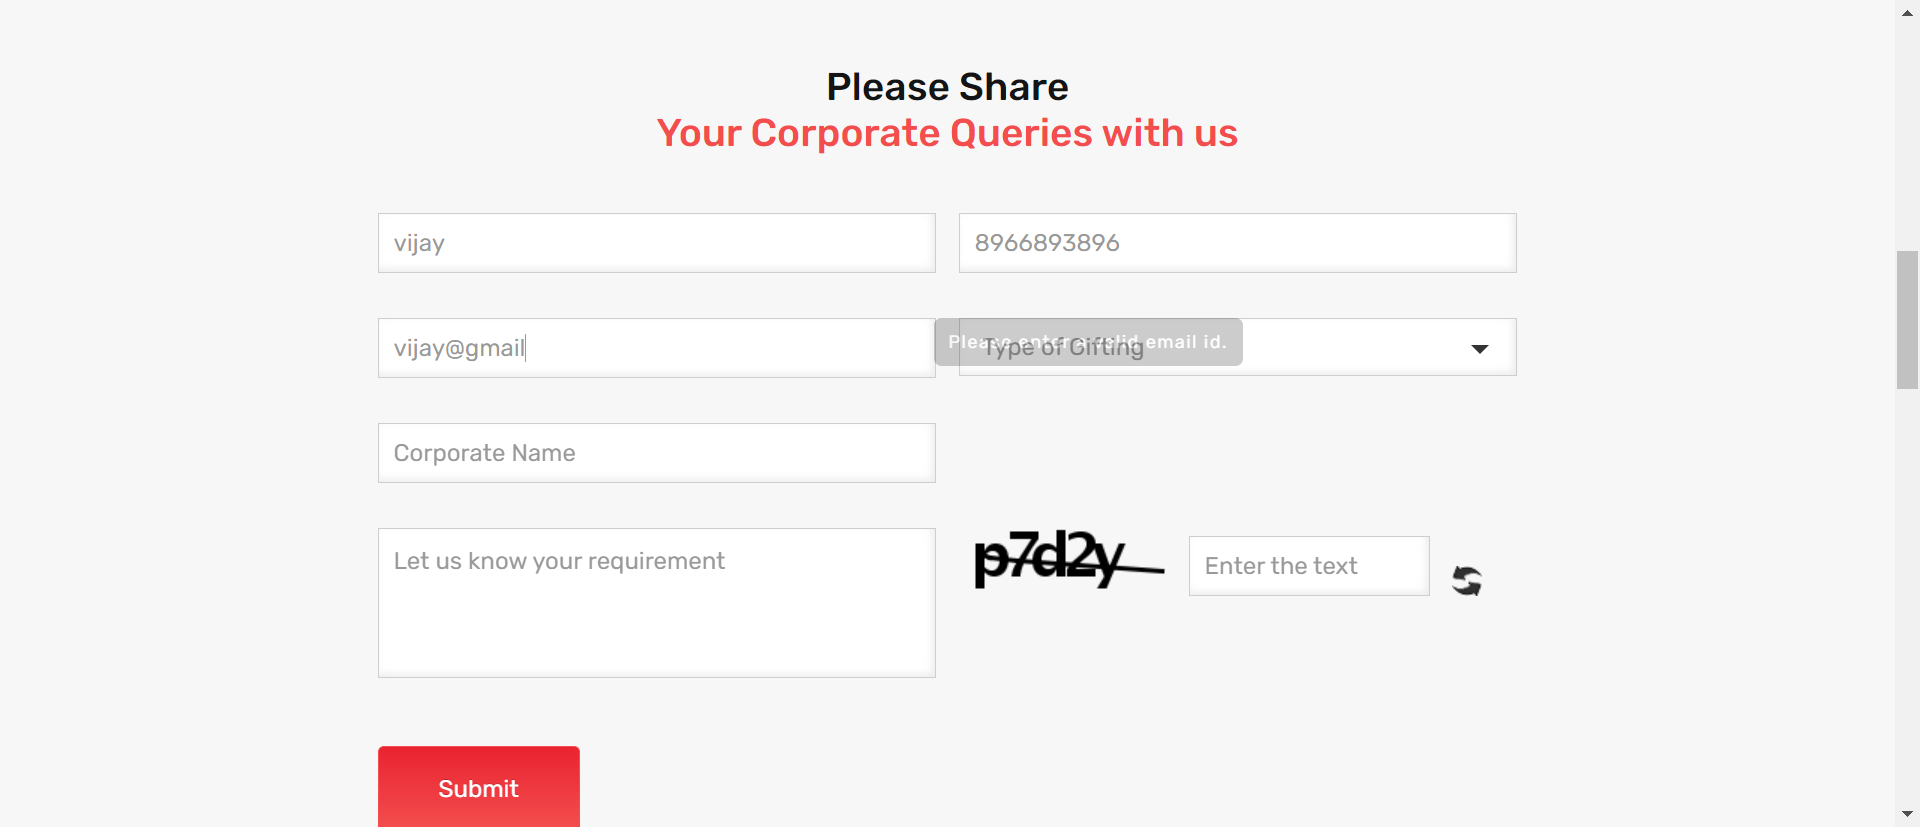 Please Share
Your Corporate Queries with us
vijay
8966893896
vijay@gmail
Please enter a valid email id.
Type of Gifting
Corporate Name
Let us know your requirement
p7d2y
Enter the text
Submit